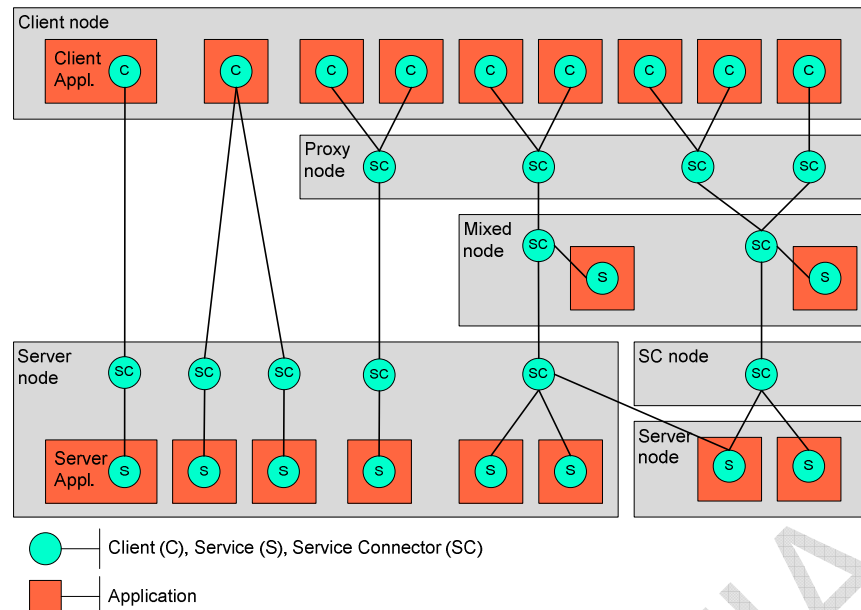 Client node
Client
Appl.
C
C
C
C
C
C
C
C
C
Proxy
node
SC
SC
SC
SC
Mixed
node
SC
S
SC
S
Server
node
SC
SC
SC
SC
SC
SC node
SC
Server
Appl.
S
S
S
S
S
S
Server
node
S
S
Client (C), Service (S), Service Connector (SC)
Application